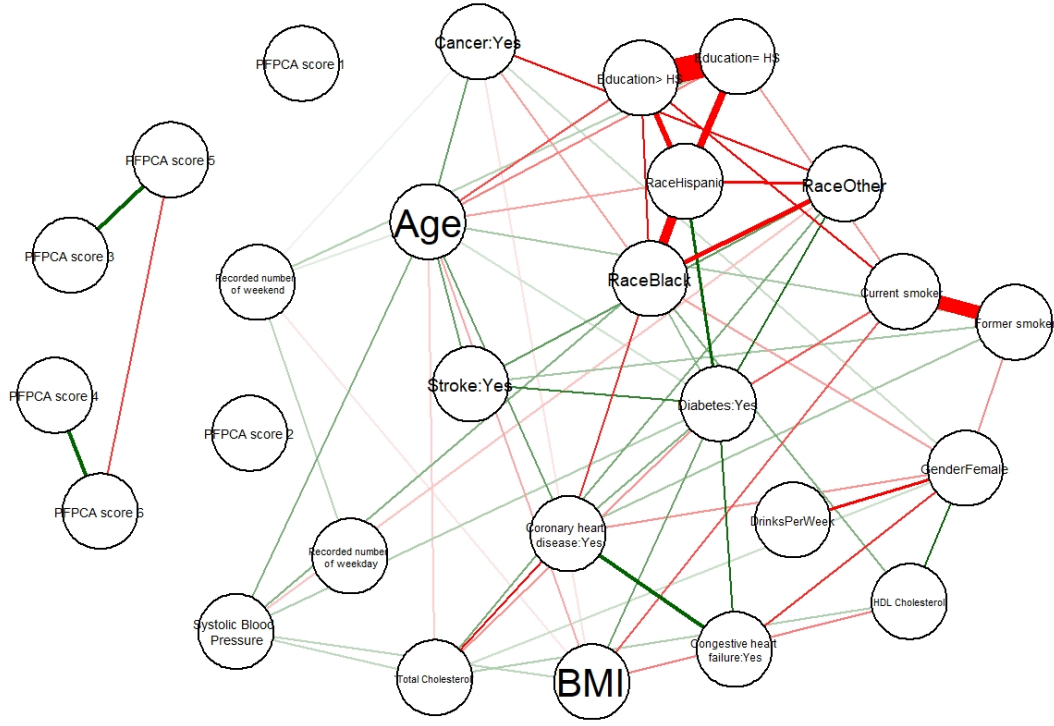 Cancer:Yes
PFPCA score 1
Education= HS
Education> HS
PFPCA score 5
RaceHispanic
RaceOther
Age
PFPCA score 3
Recorded number
of weekend
RaceBlack
Current smoker
Former smoker
Stroke:Yes
PFPCA score 4
Diabetes:Yes
PFPCA score 2
GenderFemale
PFPCA score 6
DrinksPerWeek
Coronary heart
disease:Yes
Recorded number
of weekday
HDL Cholesterol
Systolic Blood
Pressure
Congestive heart
failure:Yes
Total Cholesterol
BMI